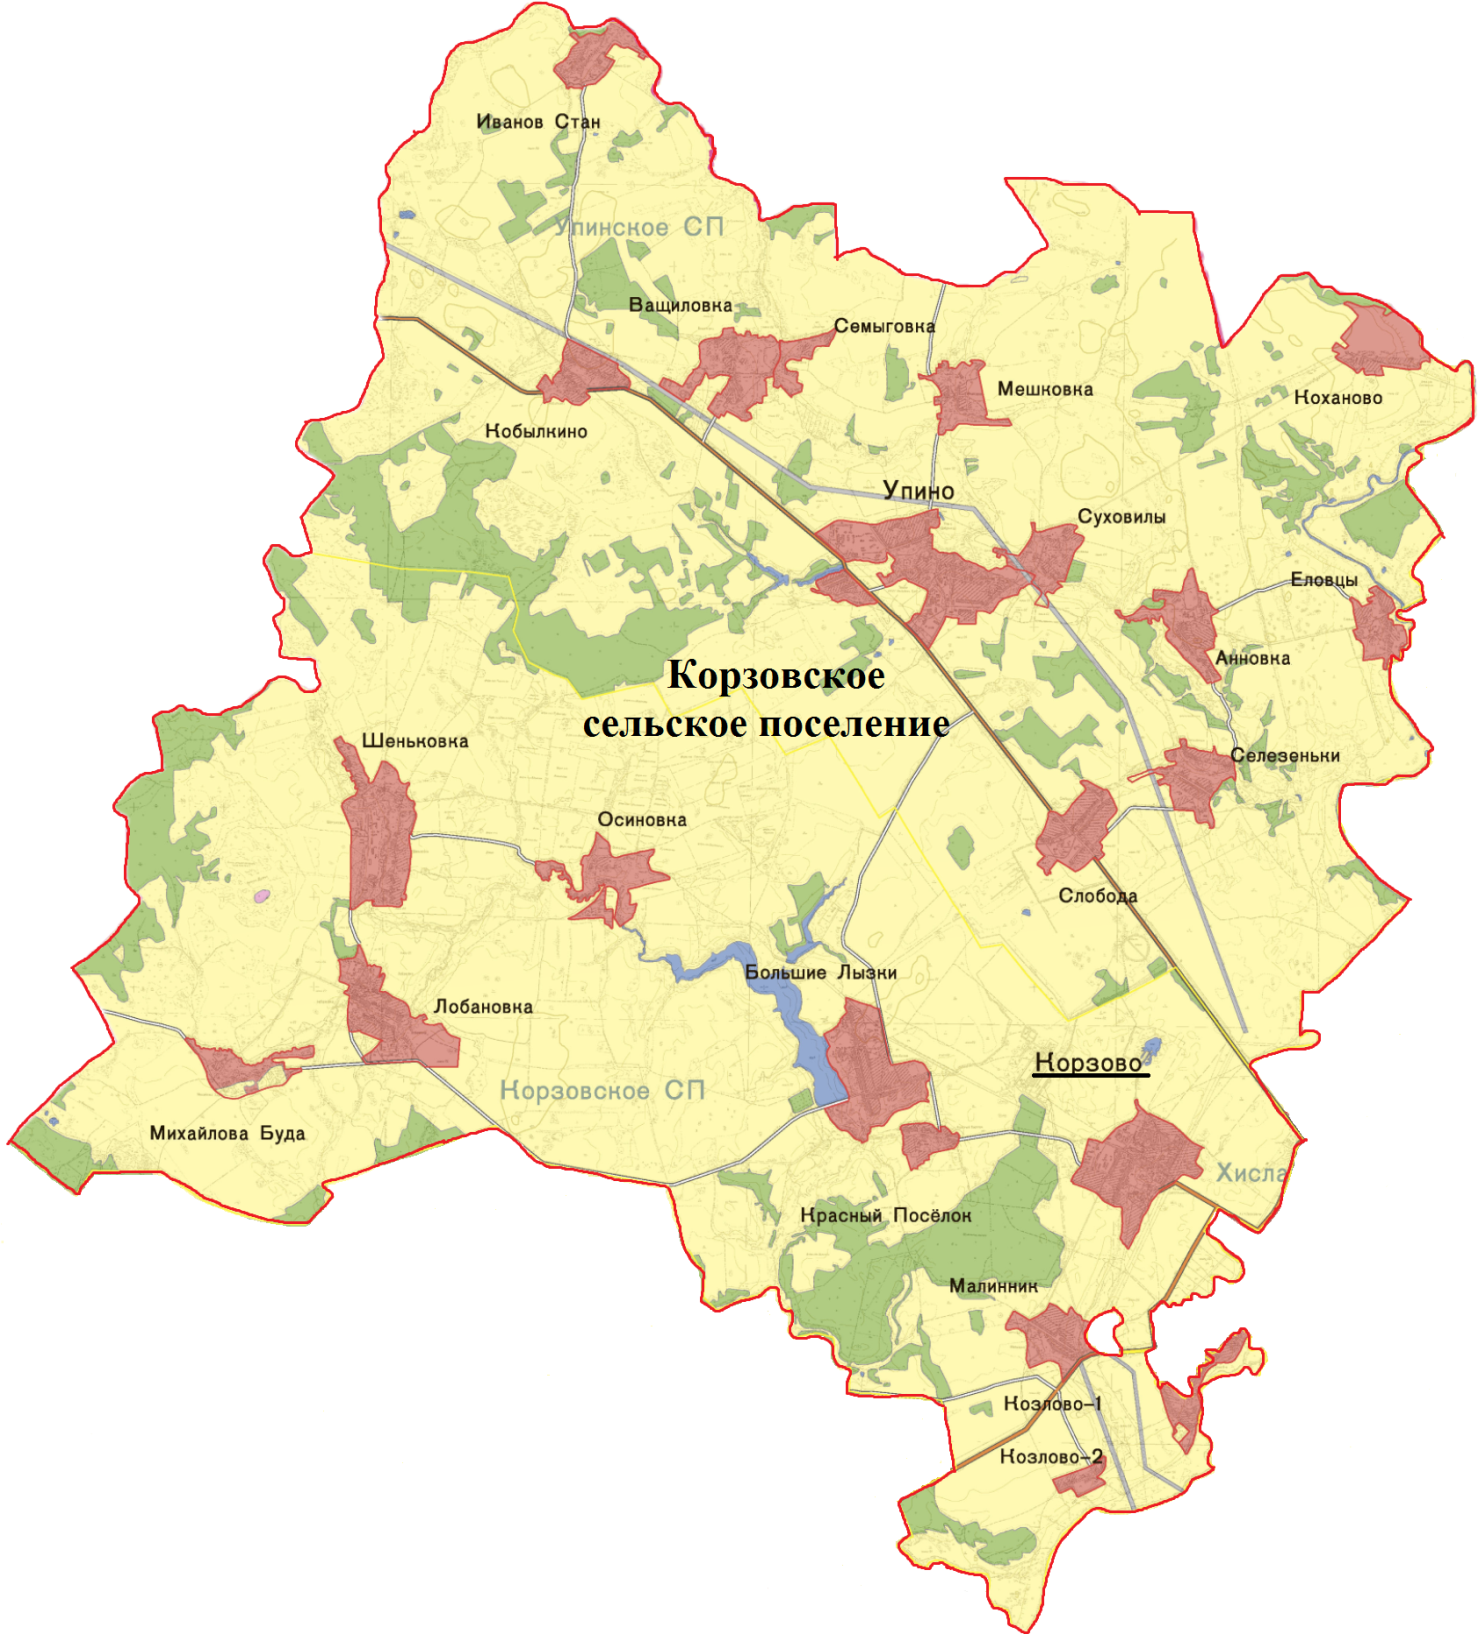 Иванов Стан
Упинское СП
Ващиловка
Семыговка
Мешковка
Коханово
Кобылкино
Упино
Суховилы
Еловцы
Анновка
Корзовское
сельское поселение
Шеньковка
Селезеньки
Осиновка
Слобода
Большие Лызки
Лобановка
Корзово
Корзовское СП
Михайлова Буда
Хисла
Красный Посёлок
Малинник
Козлово-1
Козлово-2